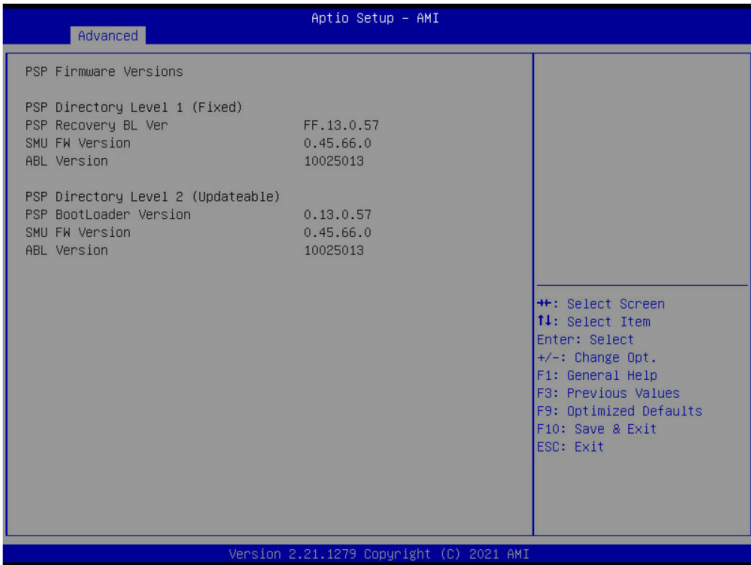 Aptio Setup – AMI
Advanced
PSP Firmware Versions
PSP Directory Level 1 (Fixed)
PSP Recovery BL Ver FF.13.0.57
SMU FW Version 0.45.66.0
ABL Version 10025013
PSP Directory Level 2 (Updateable)
PSP BootLoader Version 0.13.0.57
SMU FW Version 0.45.66.0
ABL Version 10025013
→←: Select Screen
↑↓: Select Item
Enter: Select
+/-: Change Opt.
F1: General Help
F3: Previous Values
F9: Optimized Defaults
F10: Save & Exit
ESC: Exit
Version 2.21.1279 Copyright (C) 2021 AMI